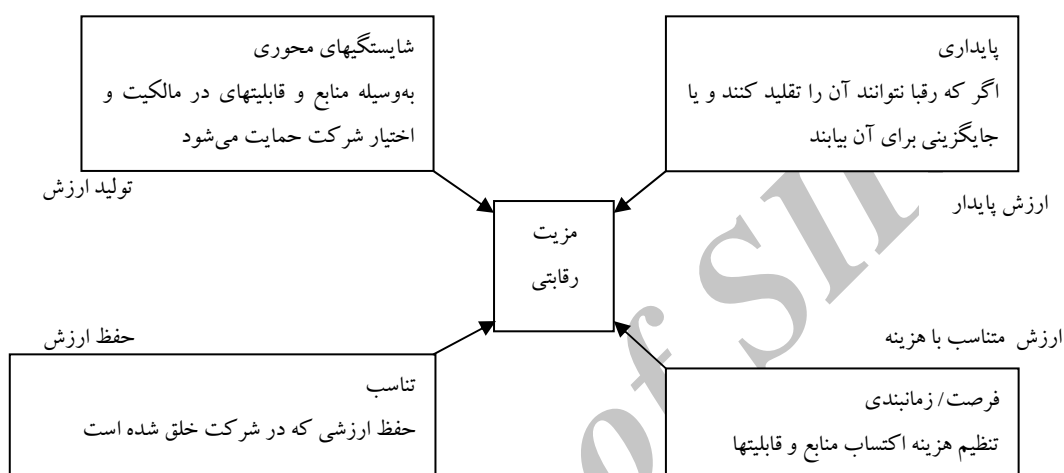 پایداری
اگر که رقبا نتوانند آن را تقلید کنند و یا
جایگزینی برای آن بیابند
شایستگیهای محوری
به‌وسیله منابع و قابلیتهای در مالکیت و
اختیار شرکت حمایت می‌شود
ارزش پایدار
تولید ارزش
مزیت
رقابتی
ارزش متناسب با هزینه
حفظ ارزش
فرصت/ زمانبندی
تنظیم هزینه اکتساب منابع و قابلیتها
تناسب
حفظ ارزشی که در شرکت خلق شده است
of SI